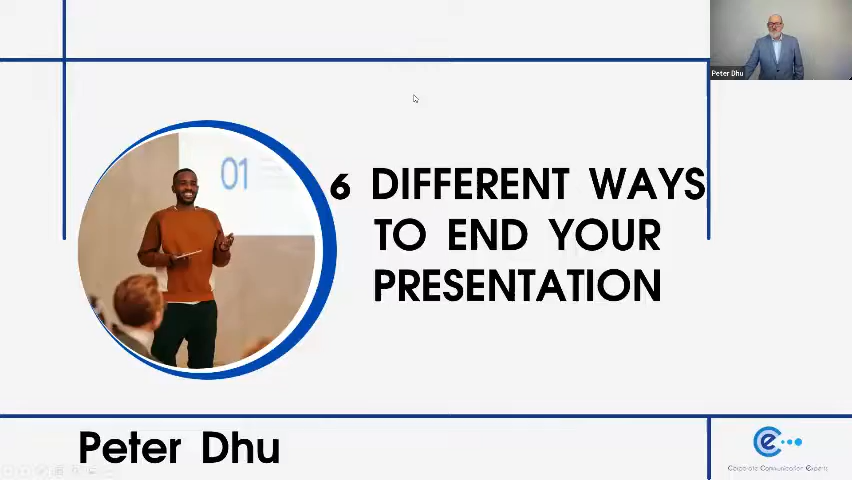 Peter Dhu
01
6 DIFFERENT WAYS
TO END YOUR
PRESENTATION
Peter Dhu
Corporate Communication Experts